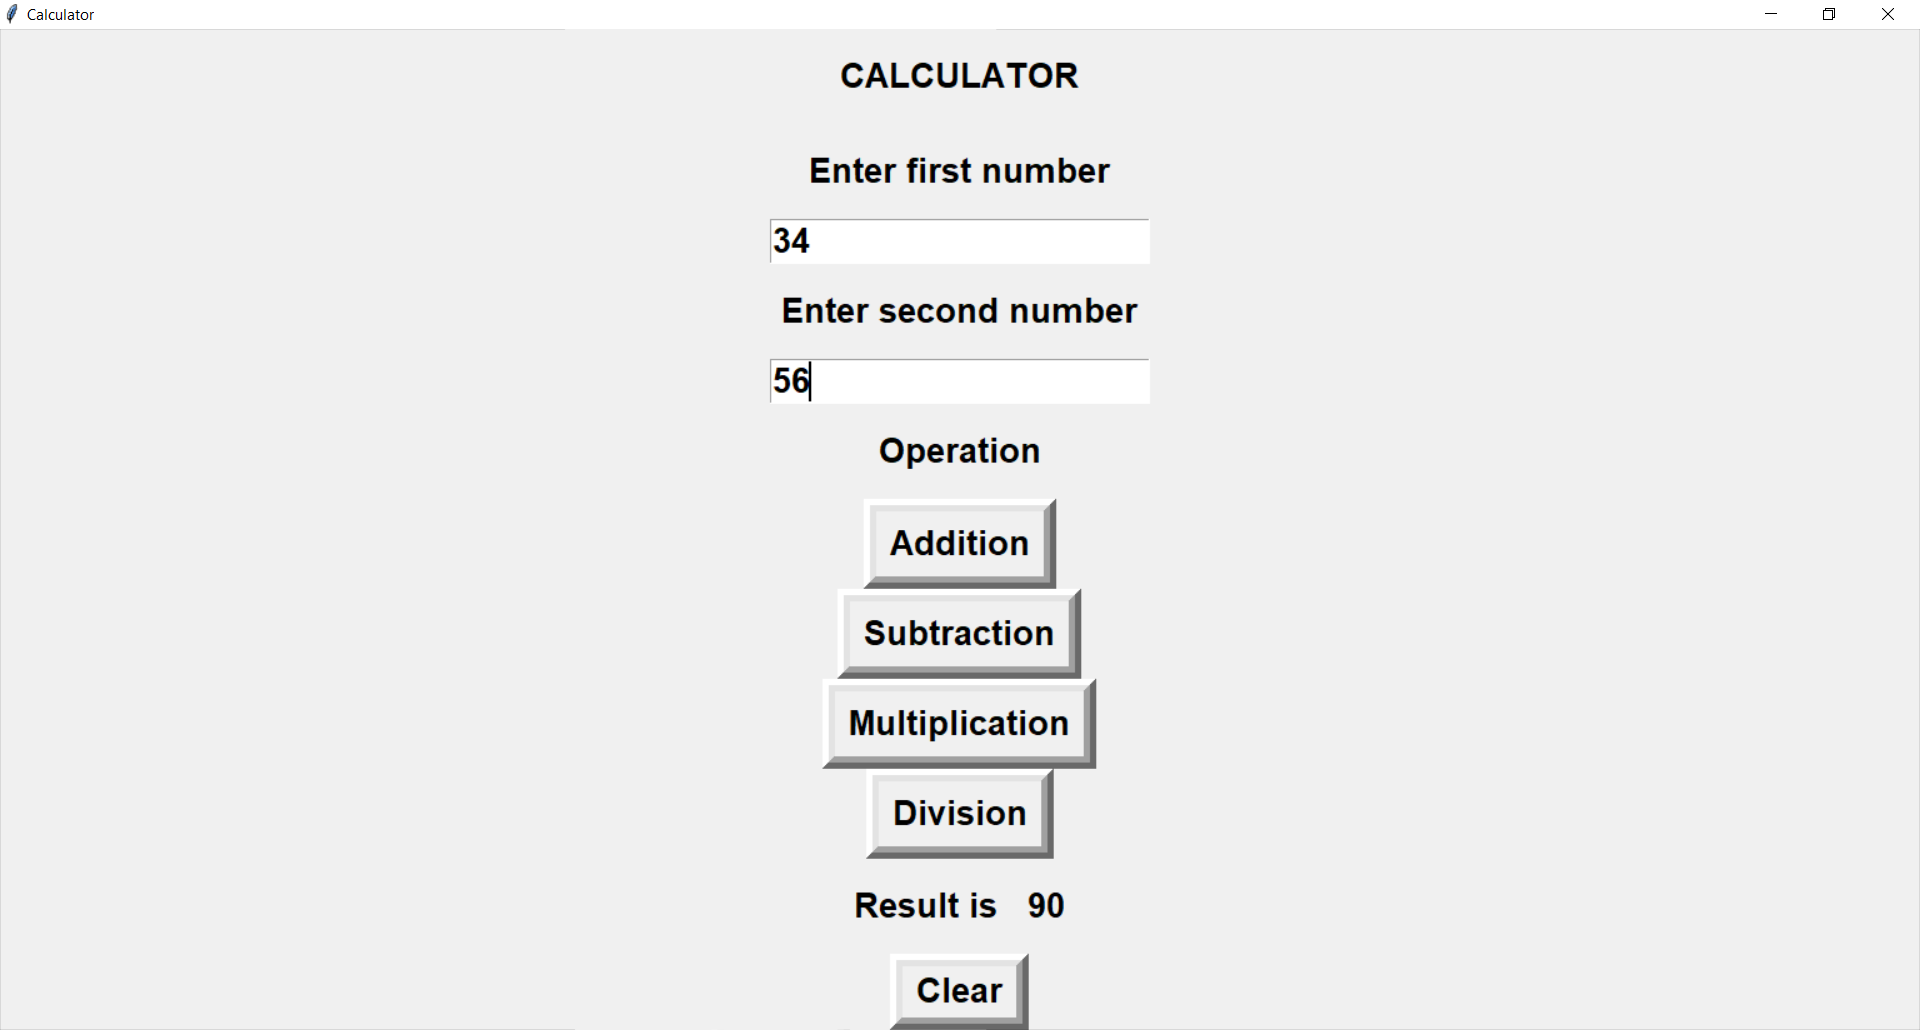 Calculator
CALCULATOR
Enter first number
34
Enter second number
56
Operation
Addition
Subtraction
Multiplication
Division
Result is 90
Clear